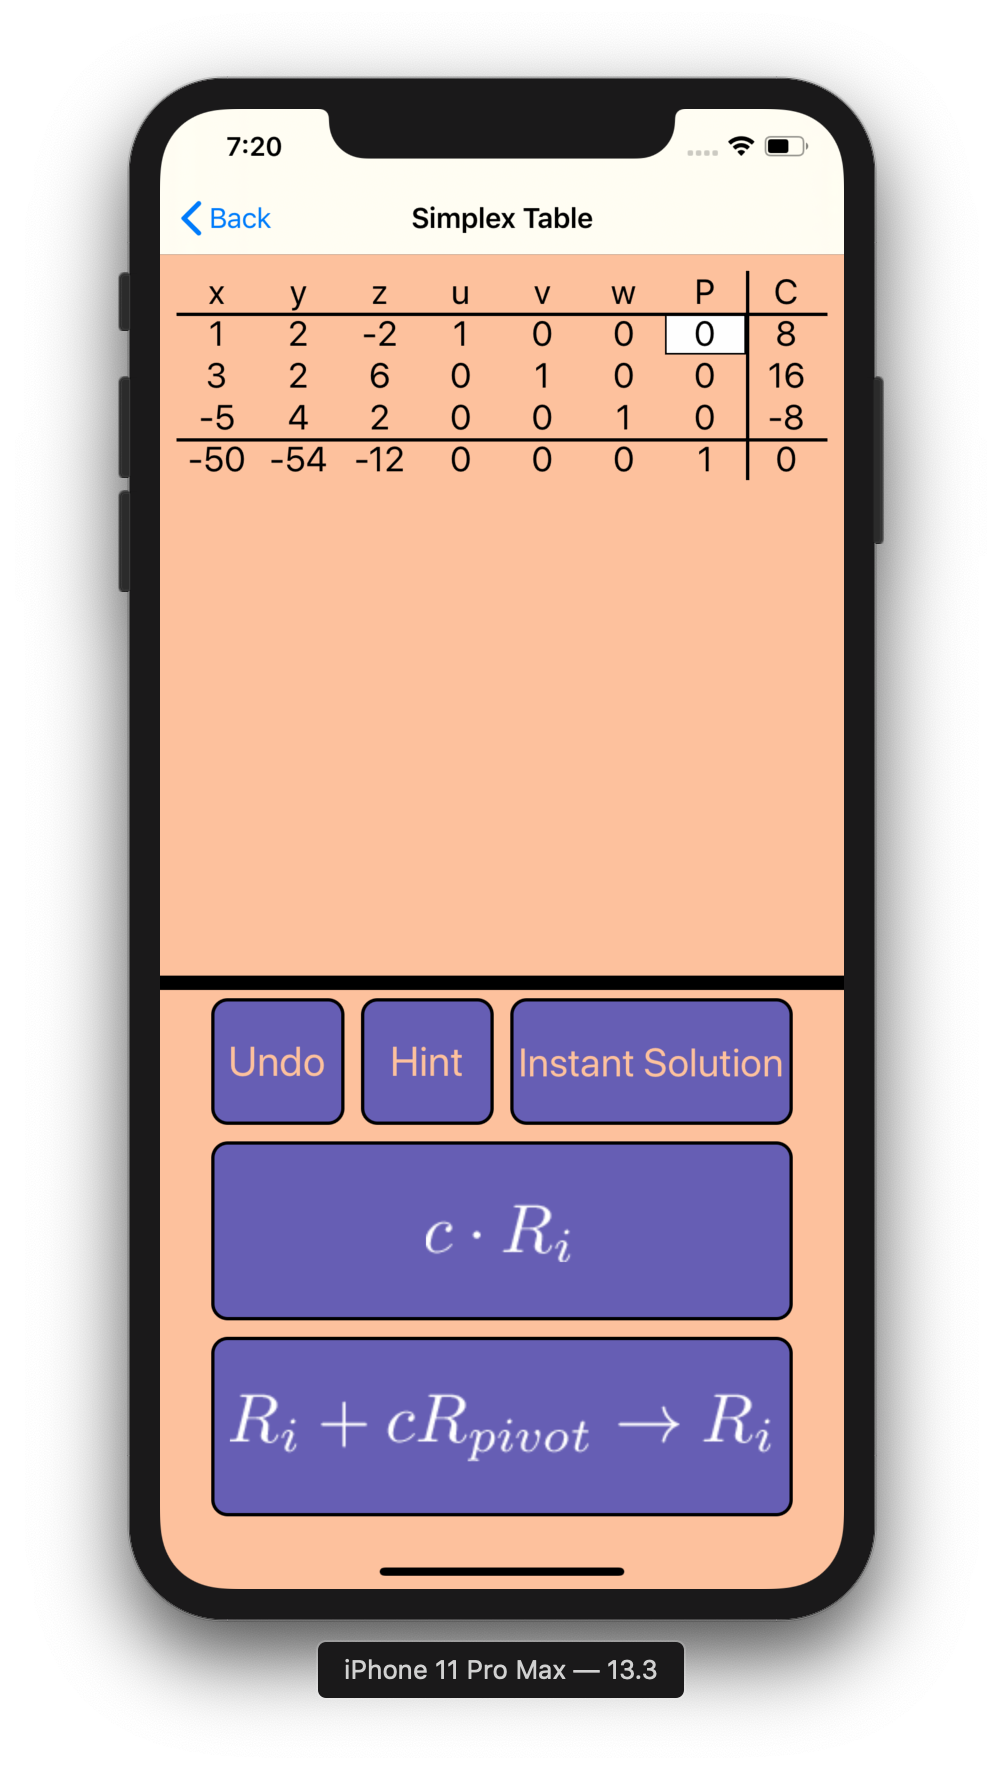 7:20
Back Simplex Table
x y z u v w P C
1 2 -2 1 0 0 0 8
3 2 6 0 1 0 0 16
-5 4 2 0 0 1 0 -8
-50 -54 -12 0 0 0 1 0
Undo Hint Instant Solution
c · R_i
R_i + cR_{pivot} → R_i
iPhone 11 Pro Max — 13.3